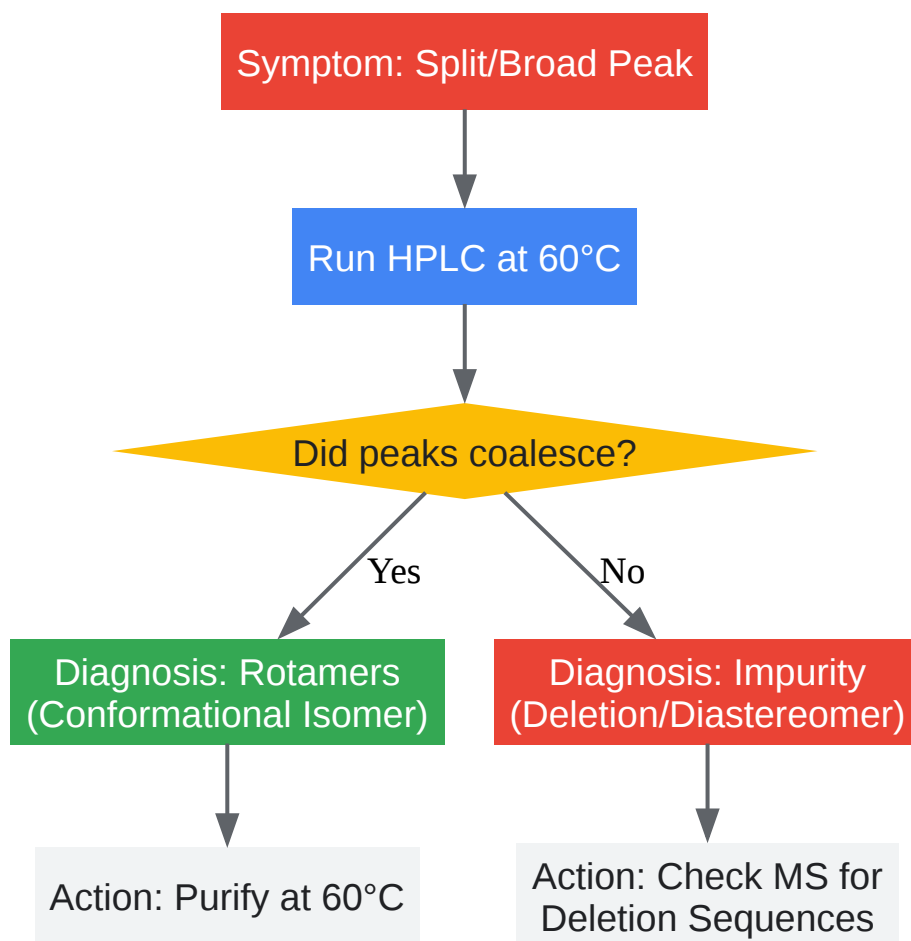 Symptom: Split/Broad Peak
Run HPLC at 60°C
Did peaks coalesce?
Yes
No
Diagnosis: Rotamers
(Conformational Isomer)
Diagnosis: Impurity
(Deletion/Diastereomer)
Action: Purify at 60°C
Action: Check MS for
Deletion Sequences